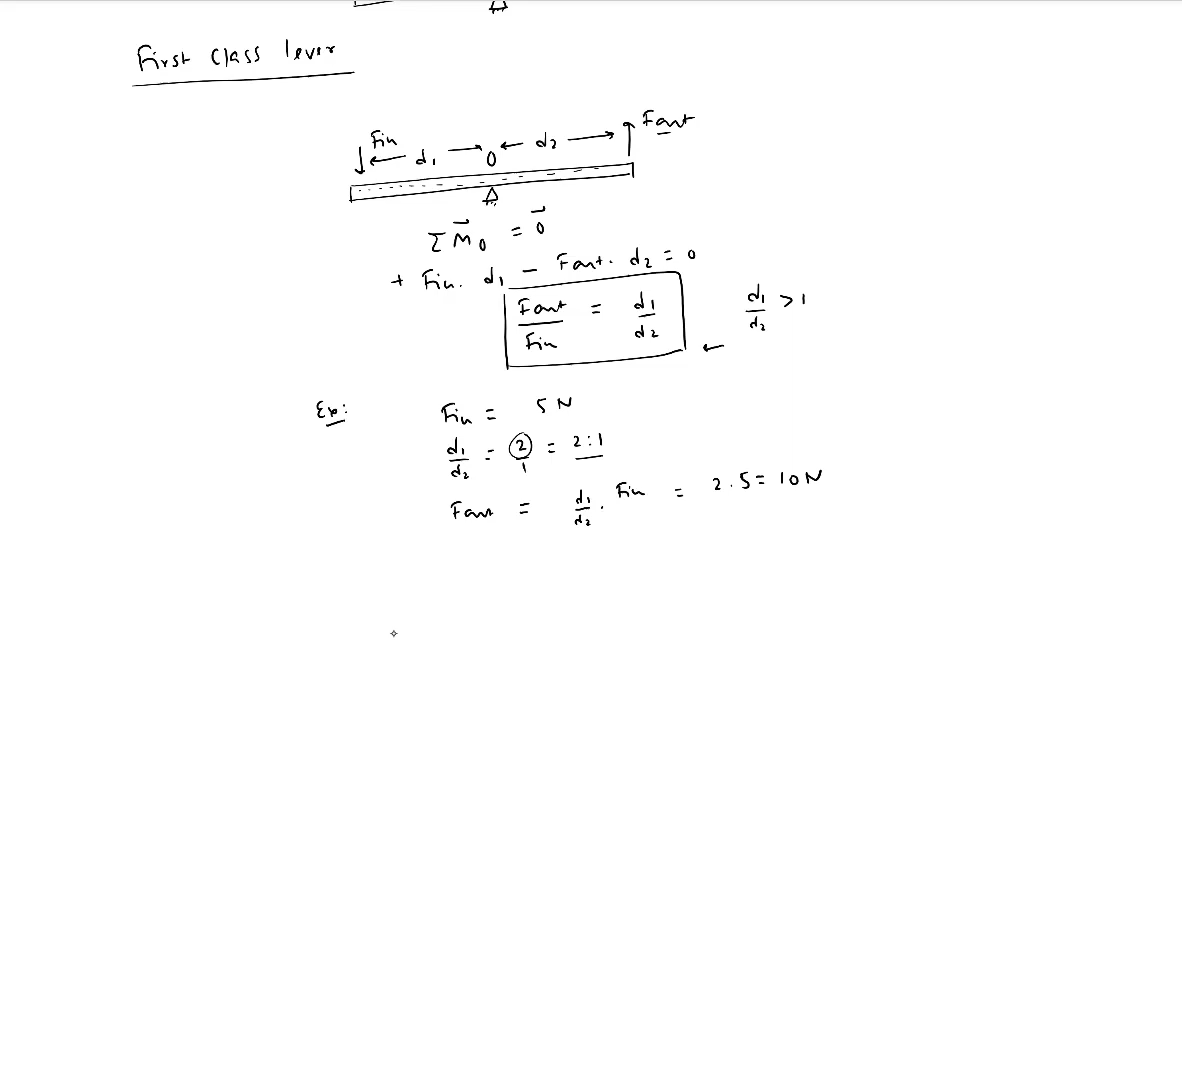 First Class lever
Fin d₁ O d₂ Fout
Σ M⃗₀ = 0⃗
+ Fin. d₁ − Fout. d₂ = 0
Fout/Fin = d₁/d₂
d₁/d₂ > 1
←
Ex:
Fin = 5 N
d₁/d₂ = 2/1 = 2:1
Fout = d₁/d₂ . Fin = 2.5 = 10N